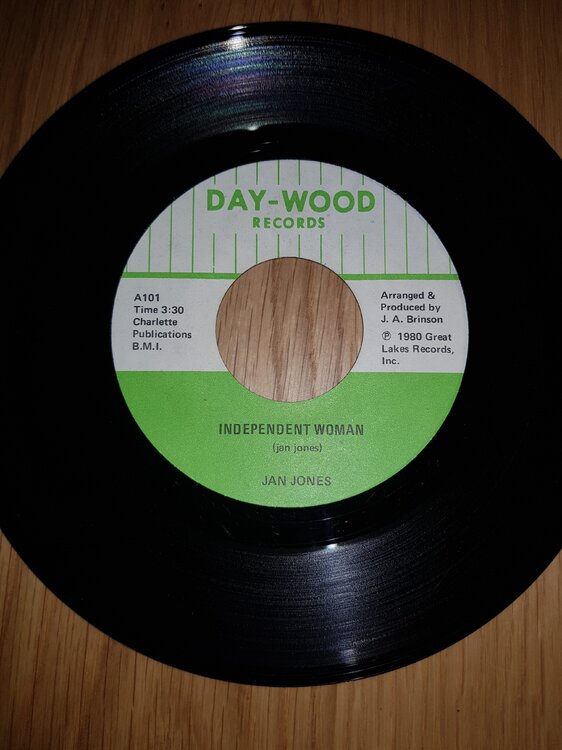 DAY-WOOD
RECORDS
A101
Time 3:30
Charlette
Publications
B.M.I.
Arranged &
Produced by
J. A. Brinson
℗ 1980 Great
Lakes Records,
Inc.
INDEPENDENT WOMAN
(jan jones)
JAN JONES